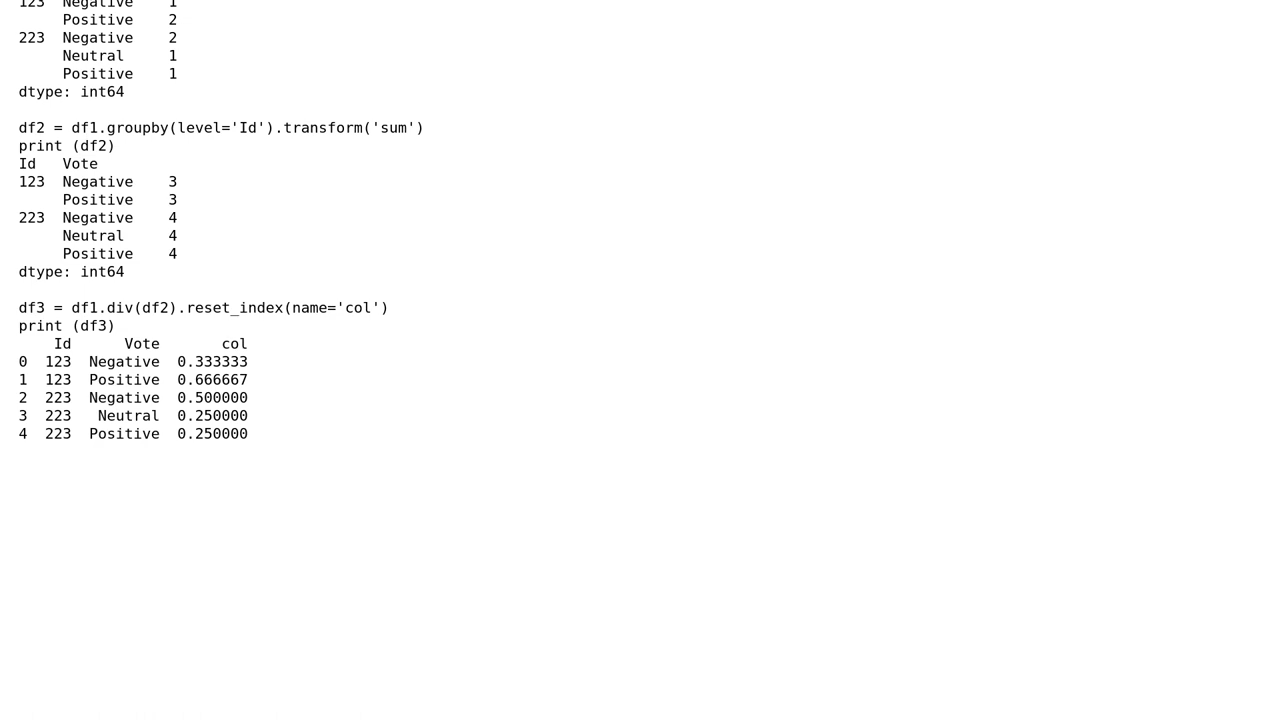 123  Negative    1
     Positive    2
223  Negative    2
     Neutral     1
     Positive    1
dtype: int64

df2 = df1.groupby(level='Id').transform('sum')
print (df2)
Id   Vote
123  Negative    3
     Positive    3
223  Negative    4
     Neutral     4
     Positive    4
dtype: int64

df3 = df1.div(df2).reset_index(name='col')
print (df3)
    Id      Vote       col
0  123  Negative  0.333333
1  123  Positive  0.666667
2  223  Negative  0.500000
3  223   Neutral  0.250000
4  223  Positive  0.250000